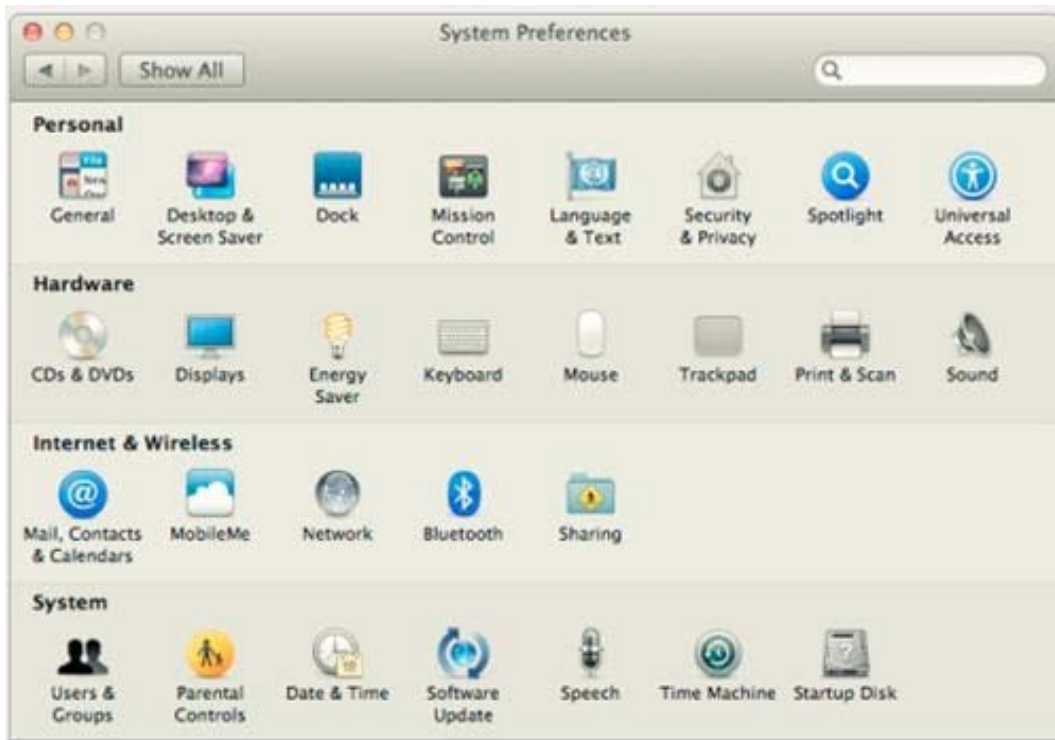 System Preferences
Show All
Personal
General
Desktop &
Screen Saver
Dock
Mission
Control
Language
& Text
Security
& Privacy
Spotlight
Universal
Access
Hardware
CDs & DVDs
Displays
Energy
Saver
Keyboard
Mouse
Trackpad
Print & Scan
Sound
Internet & Wireless
Mail, Contacts
& Calendars
MobileMe
Network
Bluetooth
Sharing
System
Users &
Groups
Parental
Controls
Date & Time
Software
Update
Speech
Time Machine
Startup Disk